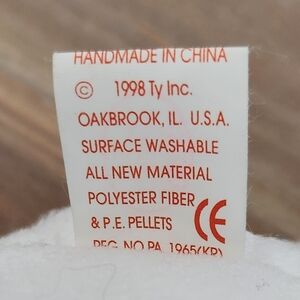 HANDMADE IN CHINA
© 1998 Ty Inc.
OAKBROOK, IL. U.S.A.
SURFACE WASHABLE
ALL NEW MATERIAL
POLYESTER FIBER
& P.E. PELLETS CE
REG. NO PA. 1965(KR)